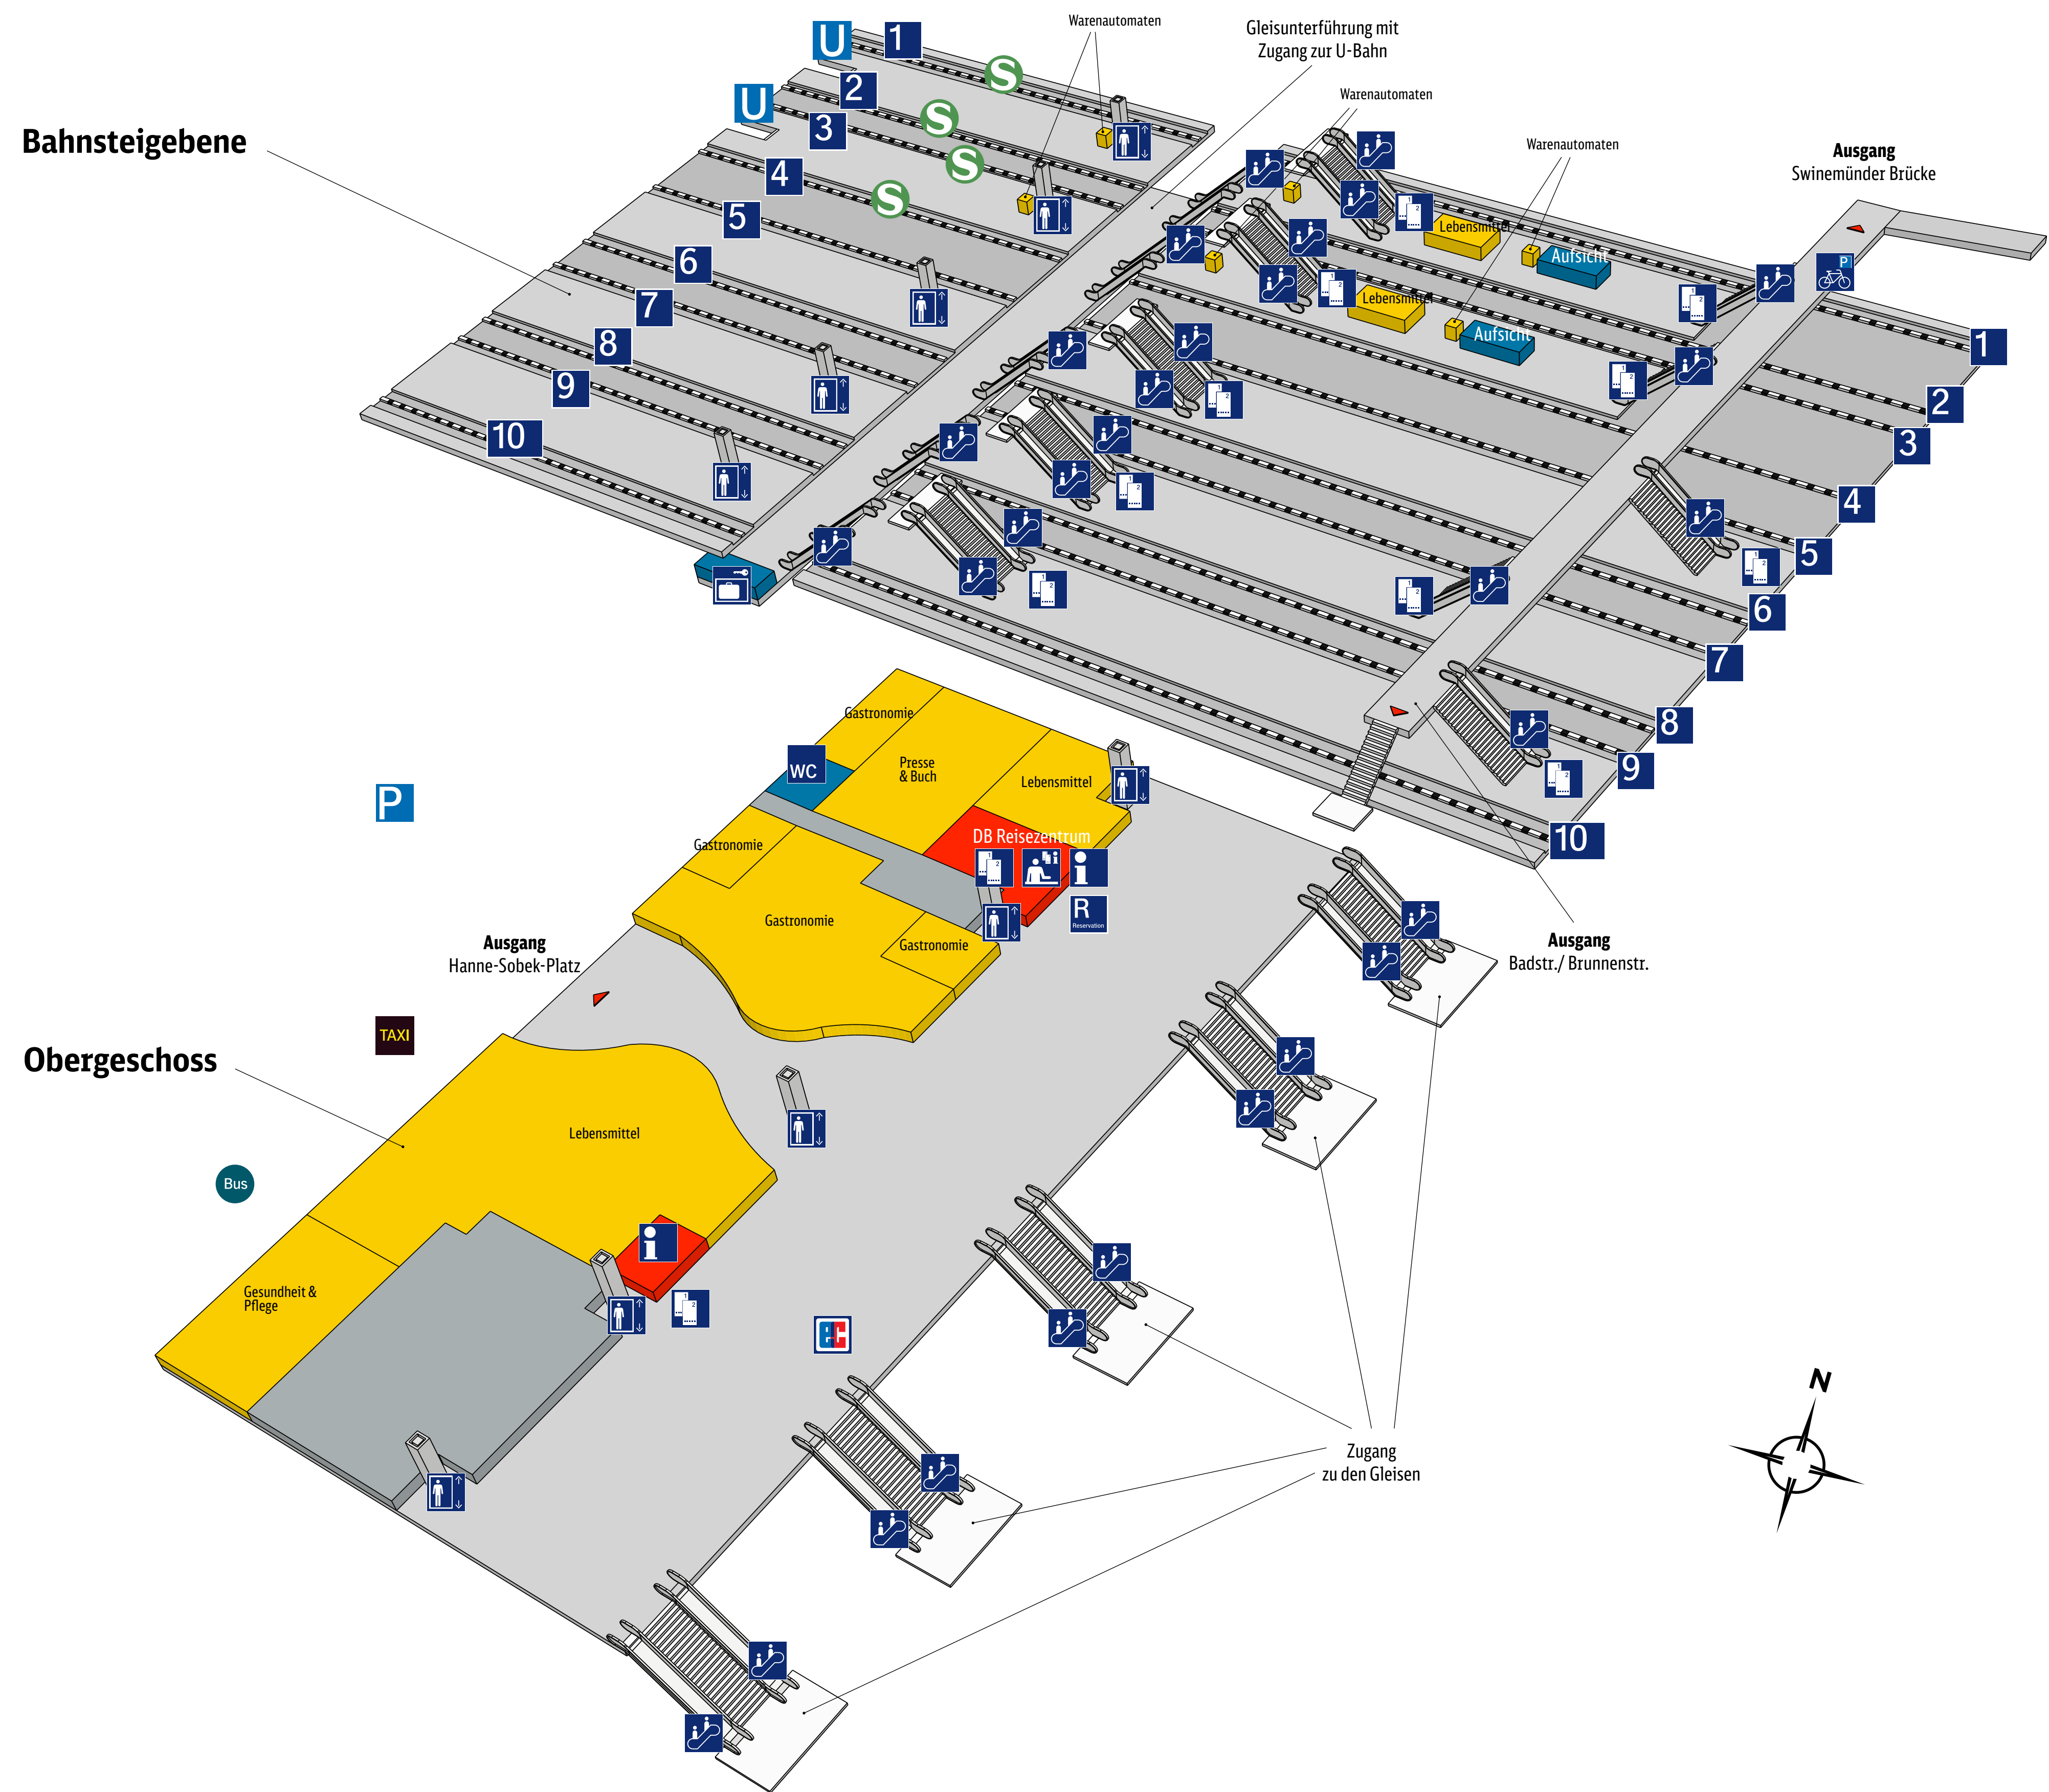 Warenautomaten
Gleisunterführung mit
Zugang zur U-Bahn
U
1
S
Warenautomaten
U
2
S
3
S
Bahnsteigebene
Warenautomaten
Ausgang
Swinemünder Brücke
4
S
5
6
7
8
9
10
Lebensmittel
Aufsicht
P
Lebensmittel
Aufsicht
1
2
3
4
5
6
7
8
9
10
Gastronomie
WC
Presse
& Buch
Lebensmittel
P
Gastronomie
DB Reisezentrum
i
R
Reservation
Gastronomie
Gastronomie
Ausgang
Hanne-Sobek-Platz
Ausgang
Badstr./ Brunnenstr.
TAXI
Obergeschoss
Lebensmittel
Bus
i
Gesundheit &
Pflege
ec
Zugang
zu den Gleisen
N